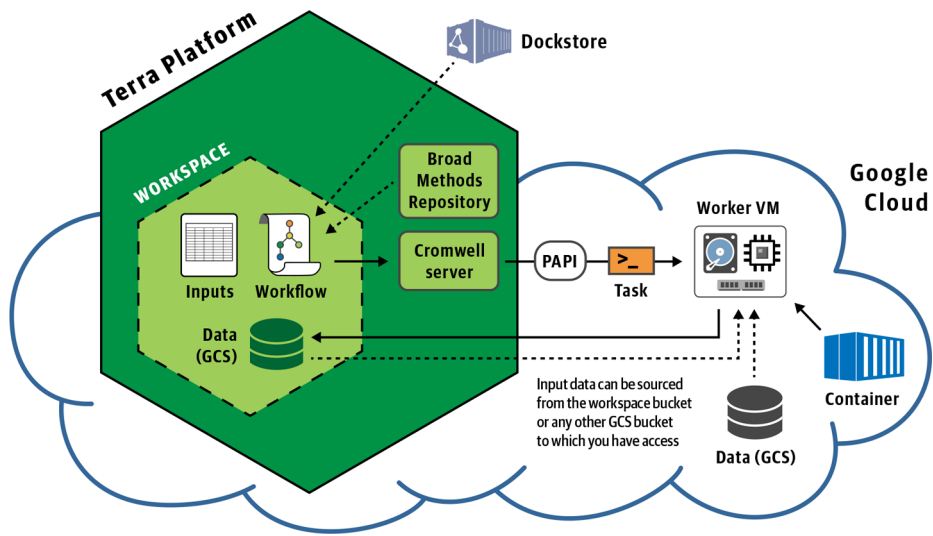 Terra Platform
Dockstore
WORKSPACE
Broad
Methods
Repository
Google
Cloud
Worker VM
Inputs
Workflow
Cromwell
server
PAPI
>_
Task
Data
(GCS)
Input data can be sourced
from the workspace bucket
or any other GCS bucket
to which you have access
Container
Data (GCS)